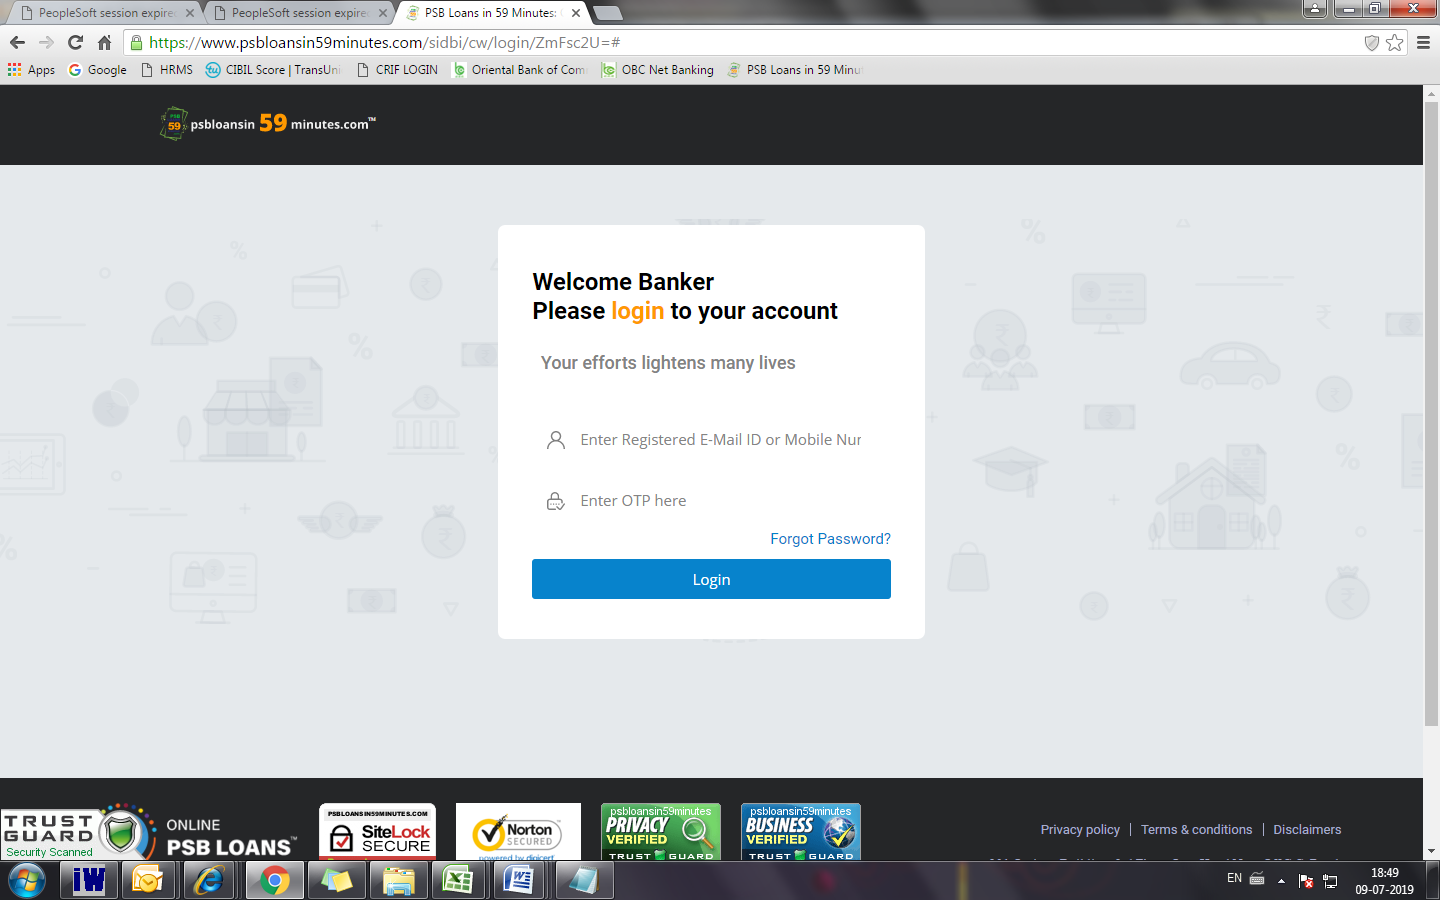 PeopleSoft session expire
PeopleSoft session expire
PSB Loans in 59 Minutes:
https://www.psbloansin59minutes.com/sidbi/cw/login/ZmFsc2U=#
Apps
Google
HRMS
CIBIL Score | TransUni
CRIF LOGIN
Oriental Bank of Com
OBC Net Banking
PSB Loans in 59 Minu
PSB
59
psbloansin 59 minutes.com™
Welcome Banker
Please login to your account
Your efforts lightens many lives
Enter Registered E-Mail ID or Mobile Nur
Enter OTP here
Forgot Password?
Login
TRUST
GUARD
Security Scanned
ONLINE
PSB LOANS™
PSBLOANSIN59MINUTES.COM
SiteLock
SECURE
Norton
SECURED
powered by digicert
psbloansin59minutes
PRIVACY
VERIFIED
TRUST GUARD
psbloansin59minutes
BUSINESS
VERIFIED
TRUST GUARD
Privacy policy
Terms & conditions
Disclaimers
iW
EN
18:49
09-07-2019